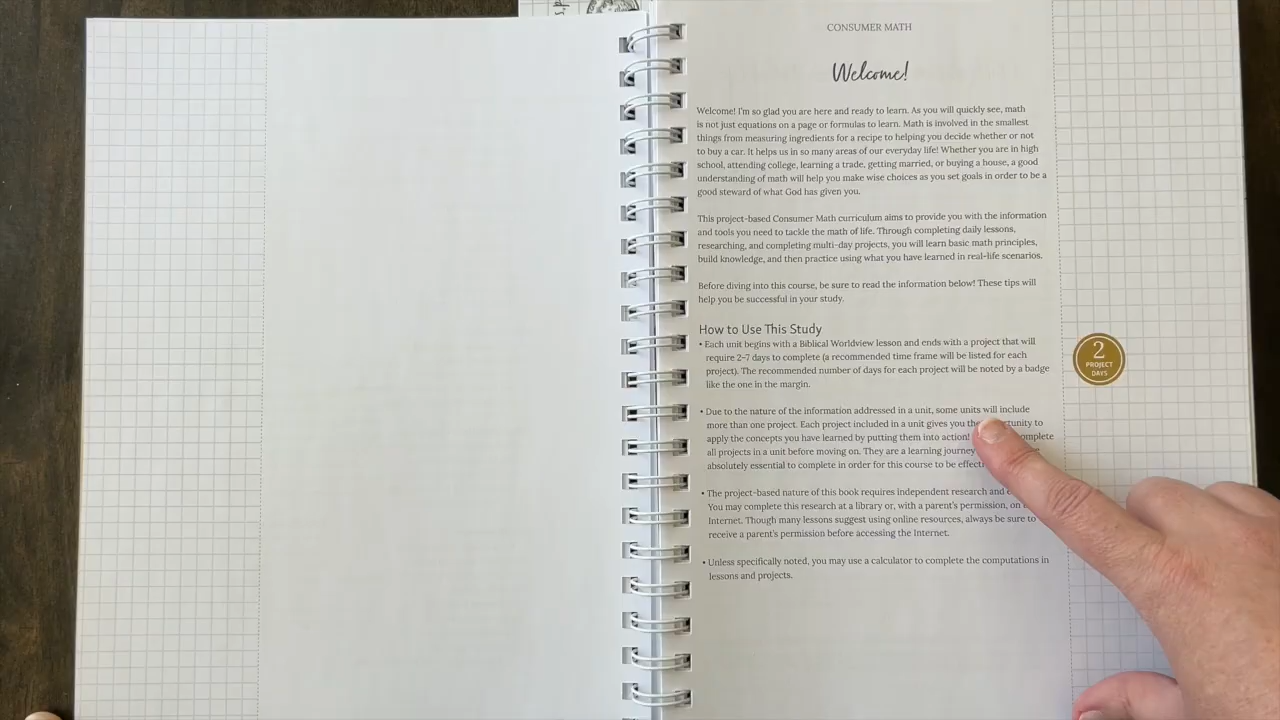 CONSUMER MATH
Welcome!
Welcome! I'm so glad you are here and ready to learn. As you will quickly see, math
is not just equations on a page or formulas to learn. Math is involved in the smallest
things from measuring ingredients for a recipe to helping you decide whether or not
to buy a car. It helps us in so many areas of our everyday life! Whether you are in high
school, attending college, learning a trade, getting married, or buying a house, a good
understanding of math will help you make wise choices as you set goals in order to be a
good steward of what God has given you.
This project-based Consumer Math curriculum aims to provide you with the information
and tools you need to tackle the math of life. Through completing daily lessons,
researching, and completing multi-day projects, you will learn basic math principles,
build knowledge, and then practice using what you have learned in real-life scenarios.
Before diving into this course, be sure to read the information below! These tips will
help you be successful in your study.
How to Use This Study
• Each unit begins with a Biblical Worldview lesson and ends with a project that will
require 2–7 days to complete (a recommended time frame will be listed for each
project). The recommended number of days for each project will be noted by a badge
like the one in the margin.
2
PROJECT
DAYS
• Due to the nature of the information addressed in a unit, some units will include
more than one project. Each project included in a unit gives you the to
apply the concepts you have learned by putting them into action!
all projects in a unit before moving on. They are a learning journey
absolutely essential to complete in order for this course to be
• The project-based nature of this book requires independent research and
You may complete this research at a library or, with a parent's permission, on
Internet. Though many lessons suggest using online resources, always be sure to
receive a parent's permission before accessing the Internet.
• Unless specifically noted, you may use a calculator to complete the computations in
lessons and projects.